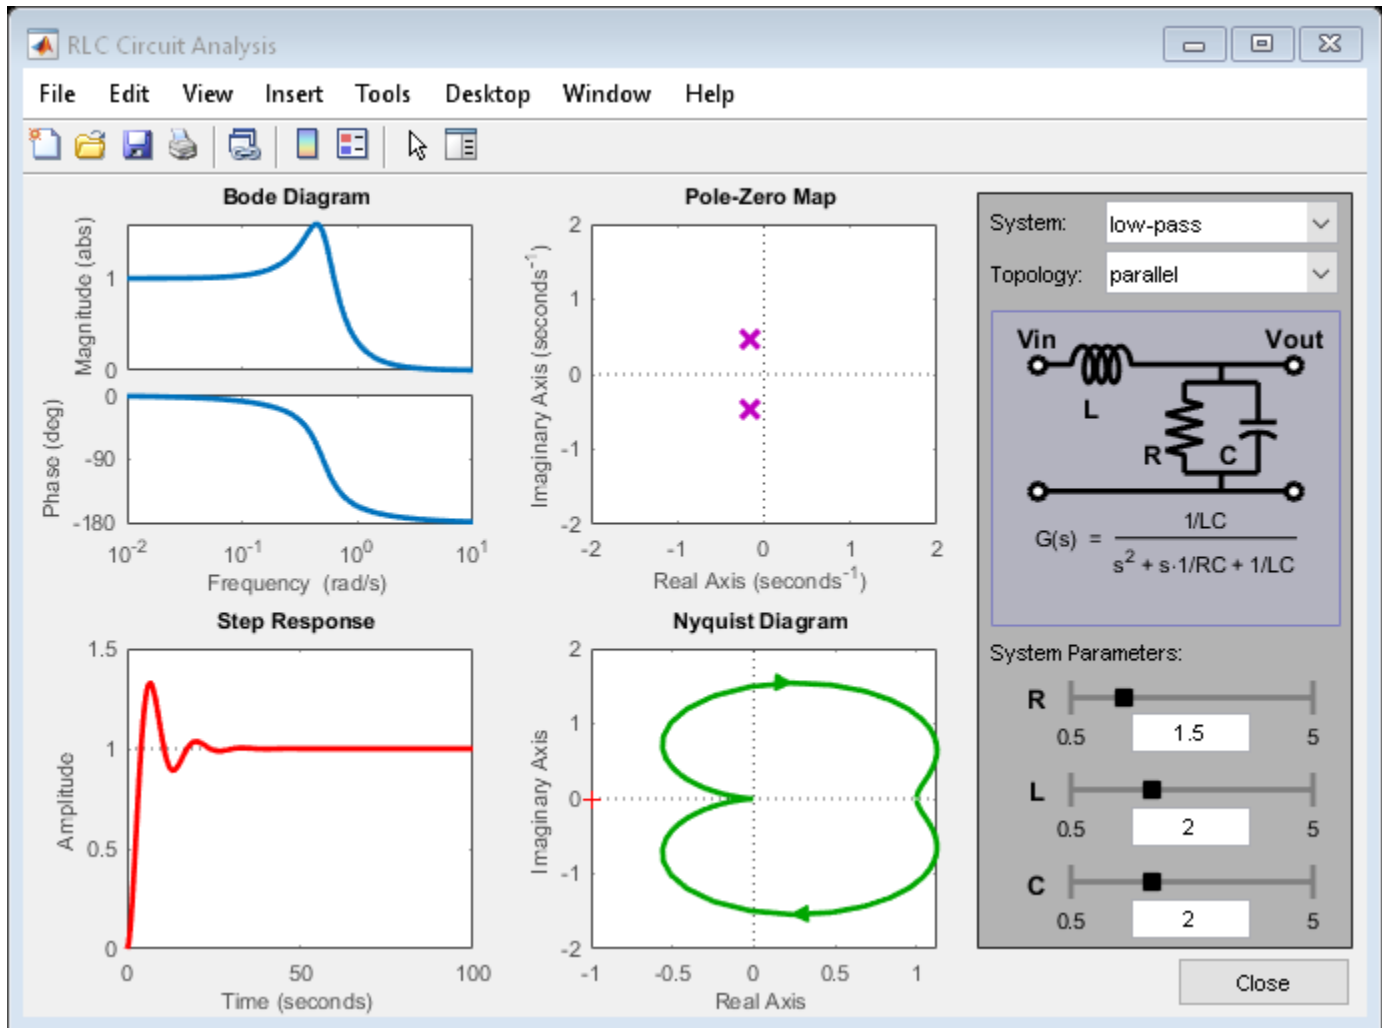 RLC Circuit Analysis
File Edit View Insert Tools Desktop Window Help
Bode Diagram
Magnitude (abs)
1
0
Phase (deg)
0
-90
-180
10^-2 10^-1 10^0 10^1
Frequency (rad/s)
Pole-Zero Map
Imaginary Axis (seconds^-1)
2
1
0
-1
-2
-2 -1 0 1 2
Real Axis (seconds^-1)
Step Response
Amplitude
1.5
1
0.5
0
0 50 100
Time (seconds)
Nyquist Diagram
Imaginary Axis
2
1
0
-1
-2
-1 -0.5 0 0.5 1
Real Axis
System: low-pass
Topology: parallel
Vin Vout
L
R C
G(s) = 1/LC
s^2 + s·1/RC + 1/LC
System Parameters:
R
0.5 1.5 5
L
0.5 2 5
C
0.5 2 5
Close